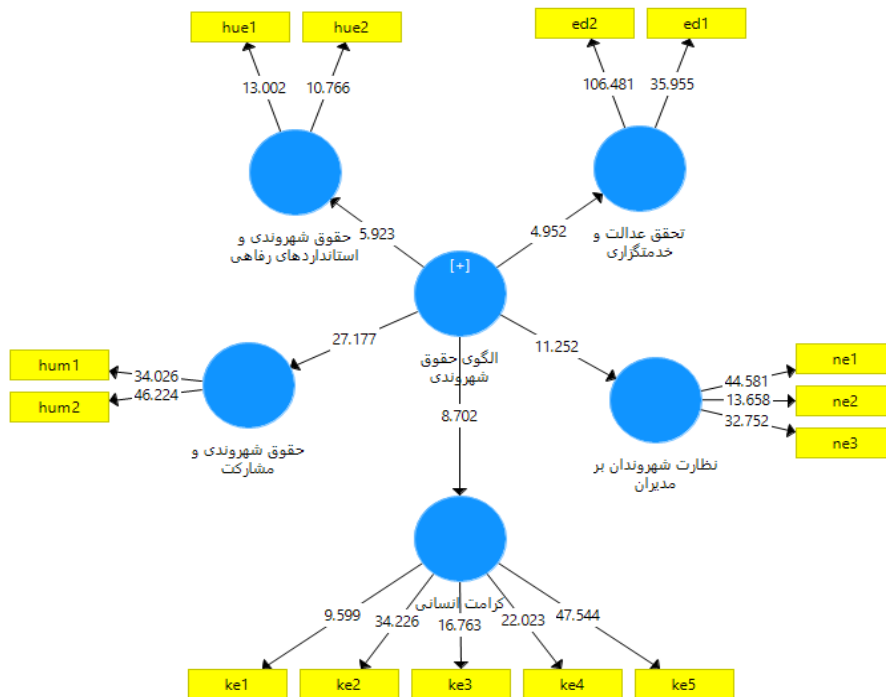 hue1
hue2
ed2
ed1
13.002
10.766
106.481
35.955
حقوق شهروندی و
استانداردهای رفاهی
تحقق عدالت و
خدمتگزاری
5.923
4.952
[+]
27.177
11.252
الگوی حقوق
شهروندی
8.702
hum1
34.026
hum2
46.224
حقوق شهروندی و
مشارکت
ne1
44.581
ne2
13.658
ne3
32.752
نظارت شهروندان بر
مدیران
کرامت انسانی
9.599
34.226
16.763
22.023
47.544
ke1
ke2
ke3
ke4
ke5